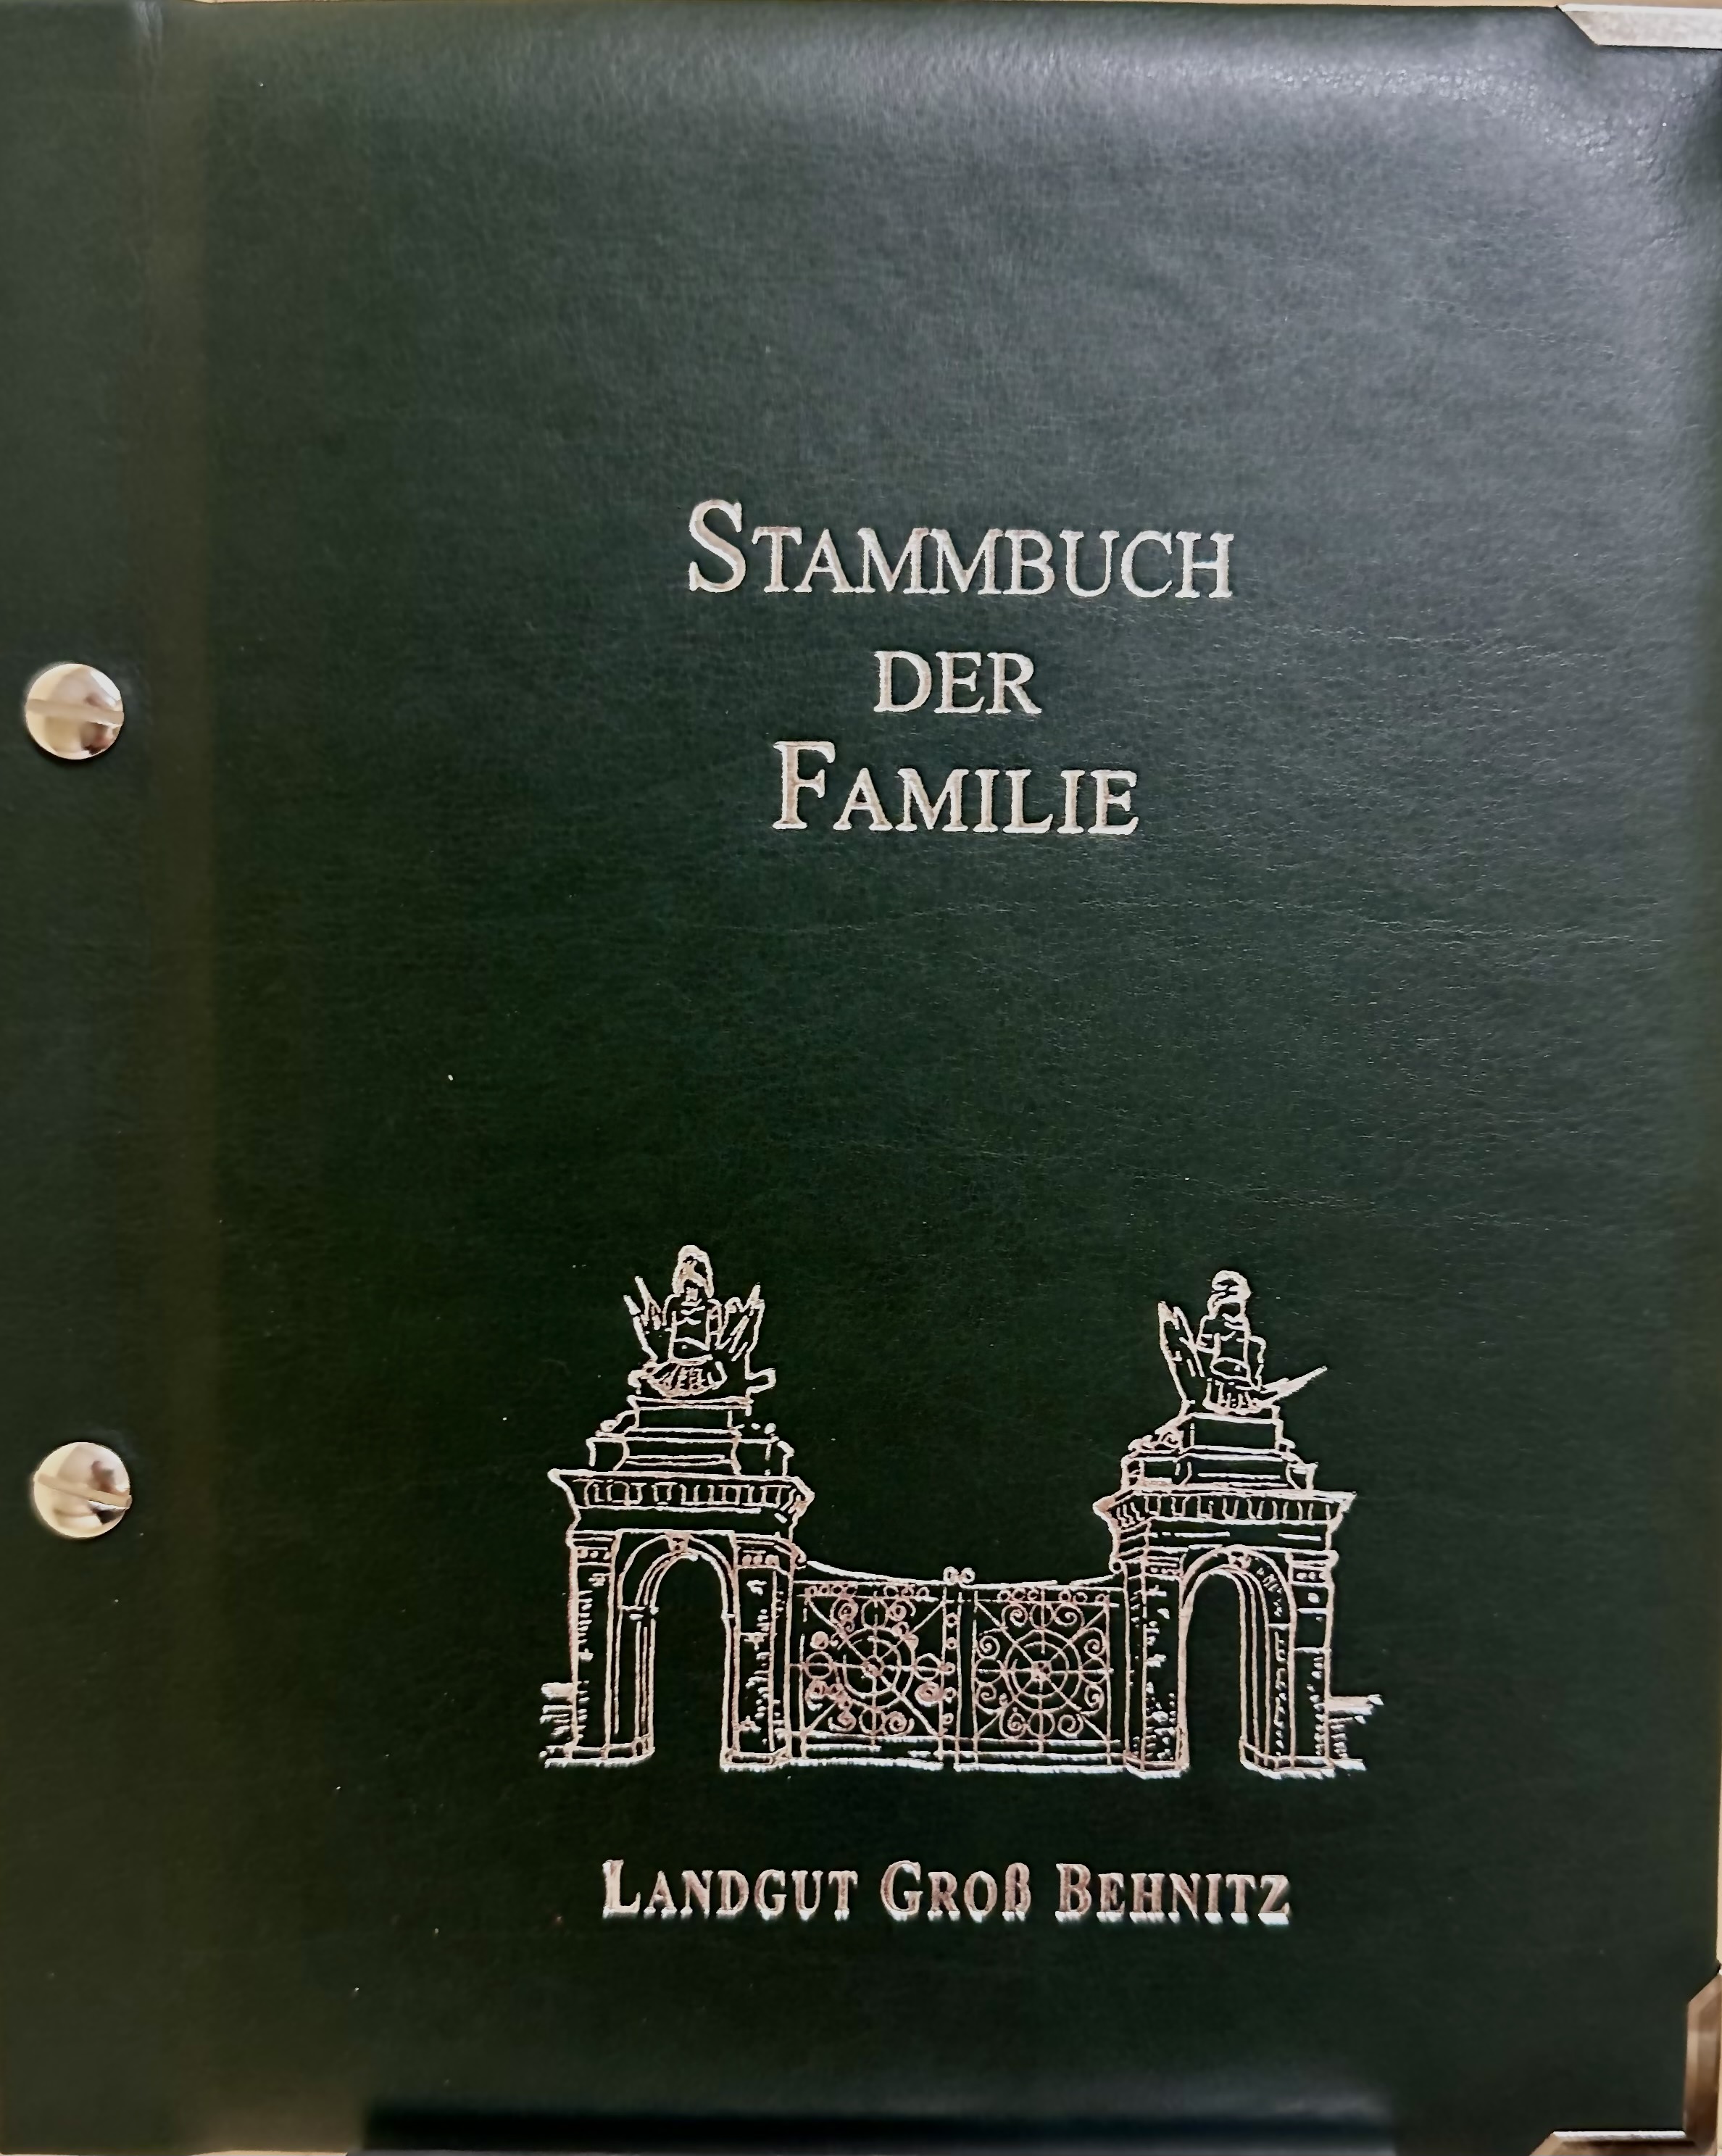 STAMMBUCH
DER
FAMILIE
LANDGUT GROß BEHNITZ